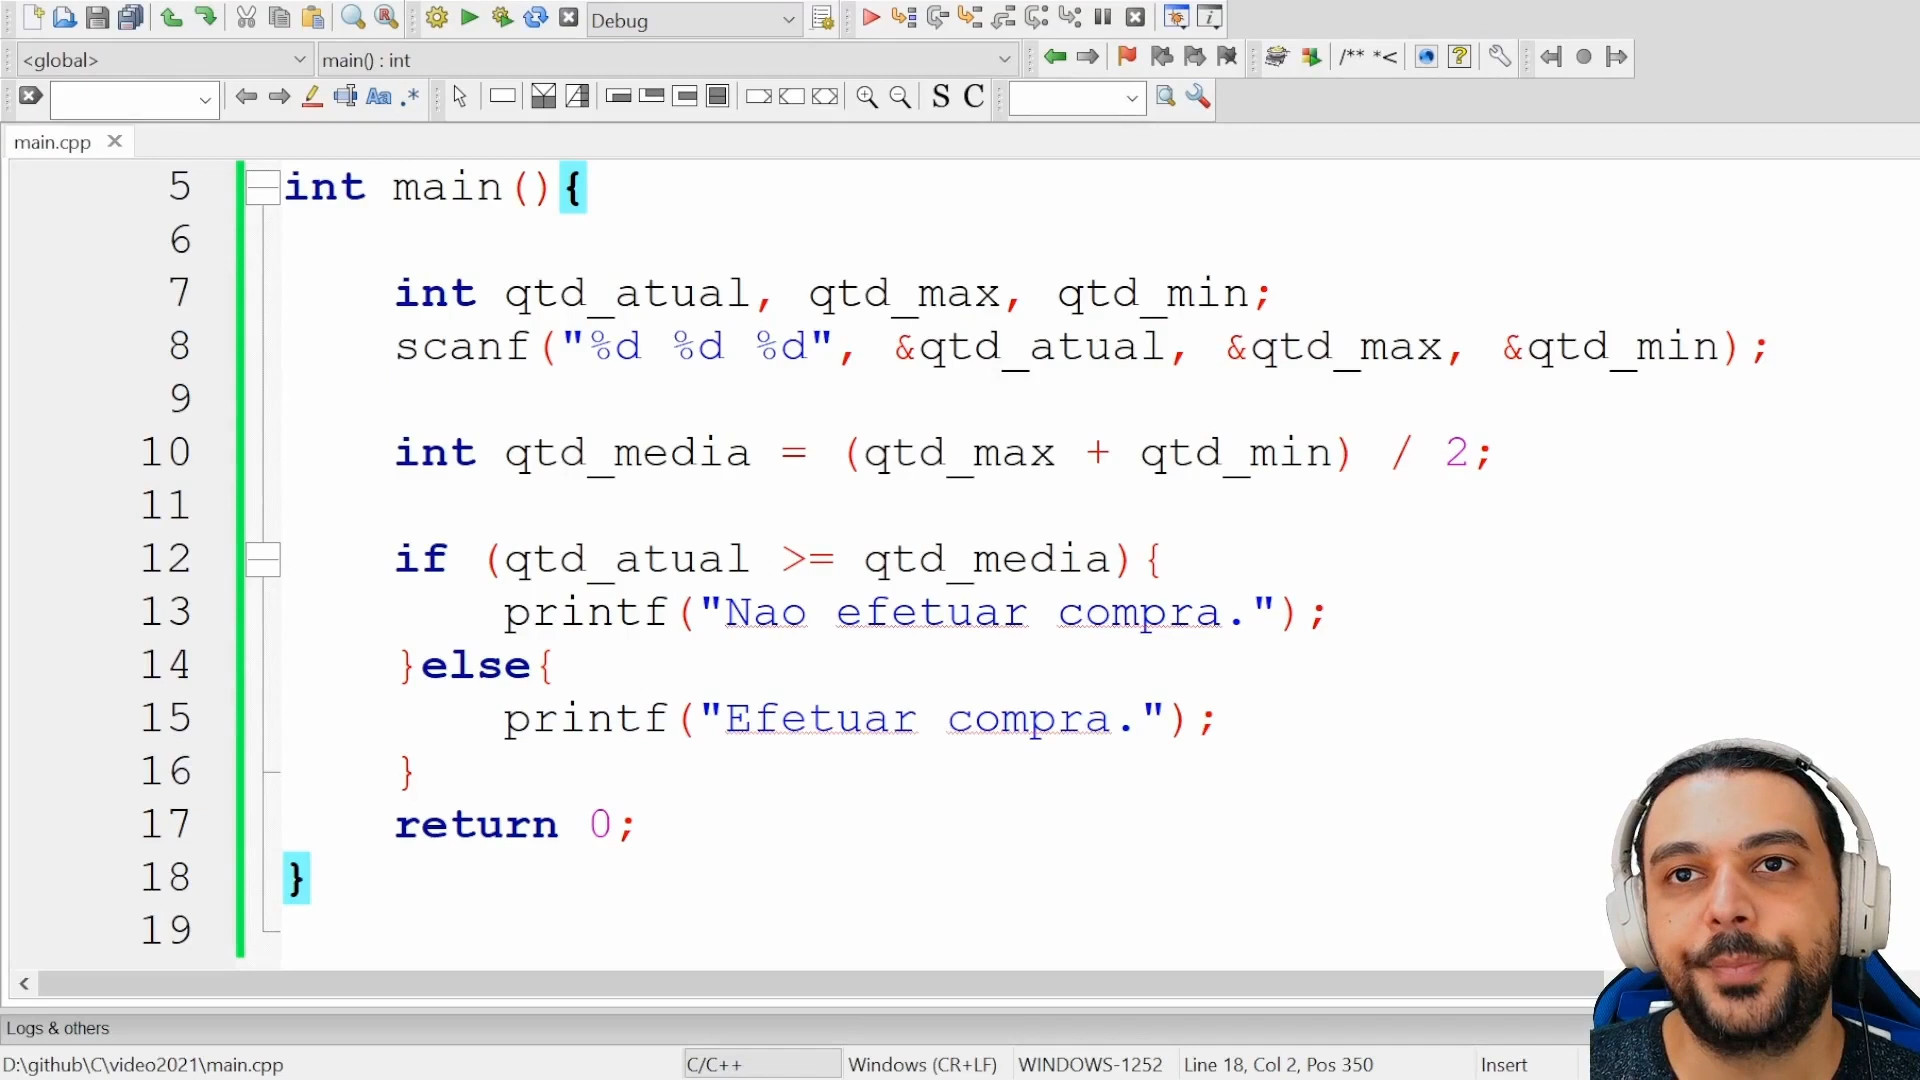 Debug
<global> main() : int
/** *<
Aa .* S C
main.cpp
5 int main(){
6
7 int qtd_atual, qtd_max, qtd_min;
8 scanf("%d %d %d", &qtd_atual, &qtd_max, &qtd_min);
9
10 int qtd_media = (qtd_max + qtd_min) / 2;
11
12 if (qtd_atual >= qtd_media){
13 printf("Nao efetuar compra.");
14 }else{
15 printf("Efetuar compra.");
16 }
17 return 0;
18 }
19
Logs & others
D:\github\C\video2021\main.cpp C/C++ Windows (CR+LF) WINDOWS-1252 Line 18, Col 2, Pos 350 Insert